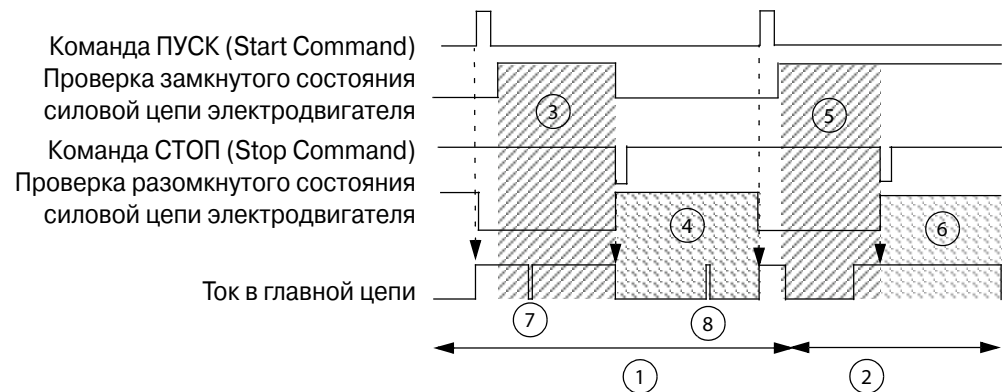 Команда ПУСК (Start Command)
Проверка замкнутого состояния
силовой цепи электродвигателя
Команда СТОП (Stop Command)
Проверка разомкнутого состояния
силовой цепи электродвигателя
Ток в главной цепи
3
5
4
6
7
8
1
2